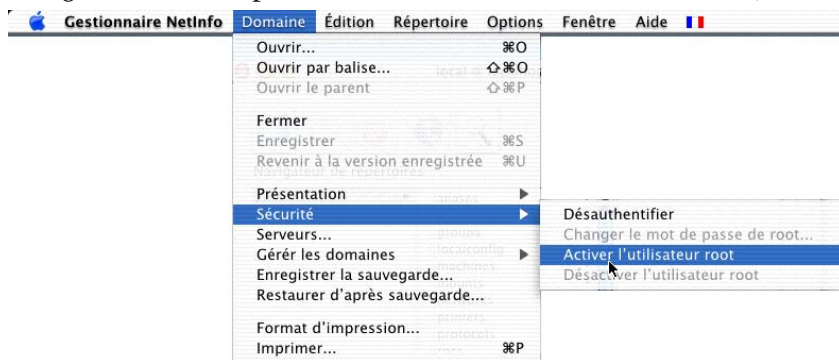 Gestionnaire NetInfo Domaine Édition Répertoire Options Fenêtre Aide
Ouvrir... ⌘O
Ouvrir par balise... ⇧⌘O
Ouvrir le parent ⇧⌘P
Fermer
Enregistrer ⌘S
Revenir à la version enregistrée ⌘U
Présentation
Sécurité
Serveurs...
Gérer les domaines
Enregistrer la sauvegarde...
Restaurer d'après sauvegarde...
Format d'impression...
Imprimer... ⌘P
Désauthentifier
Changer le mot de passe de root...
Activer l'utilisateur root
Désactiver l'utilisateur root